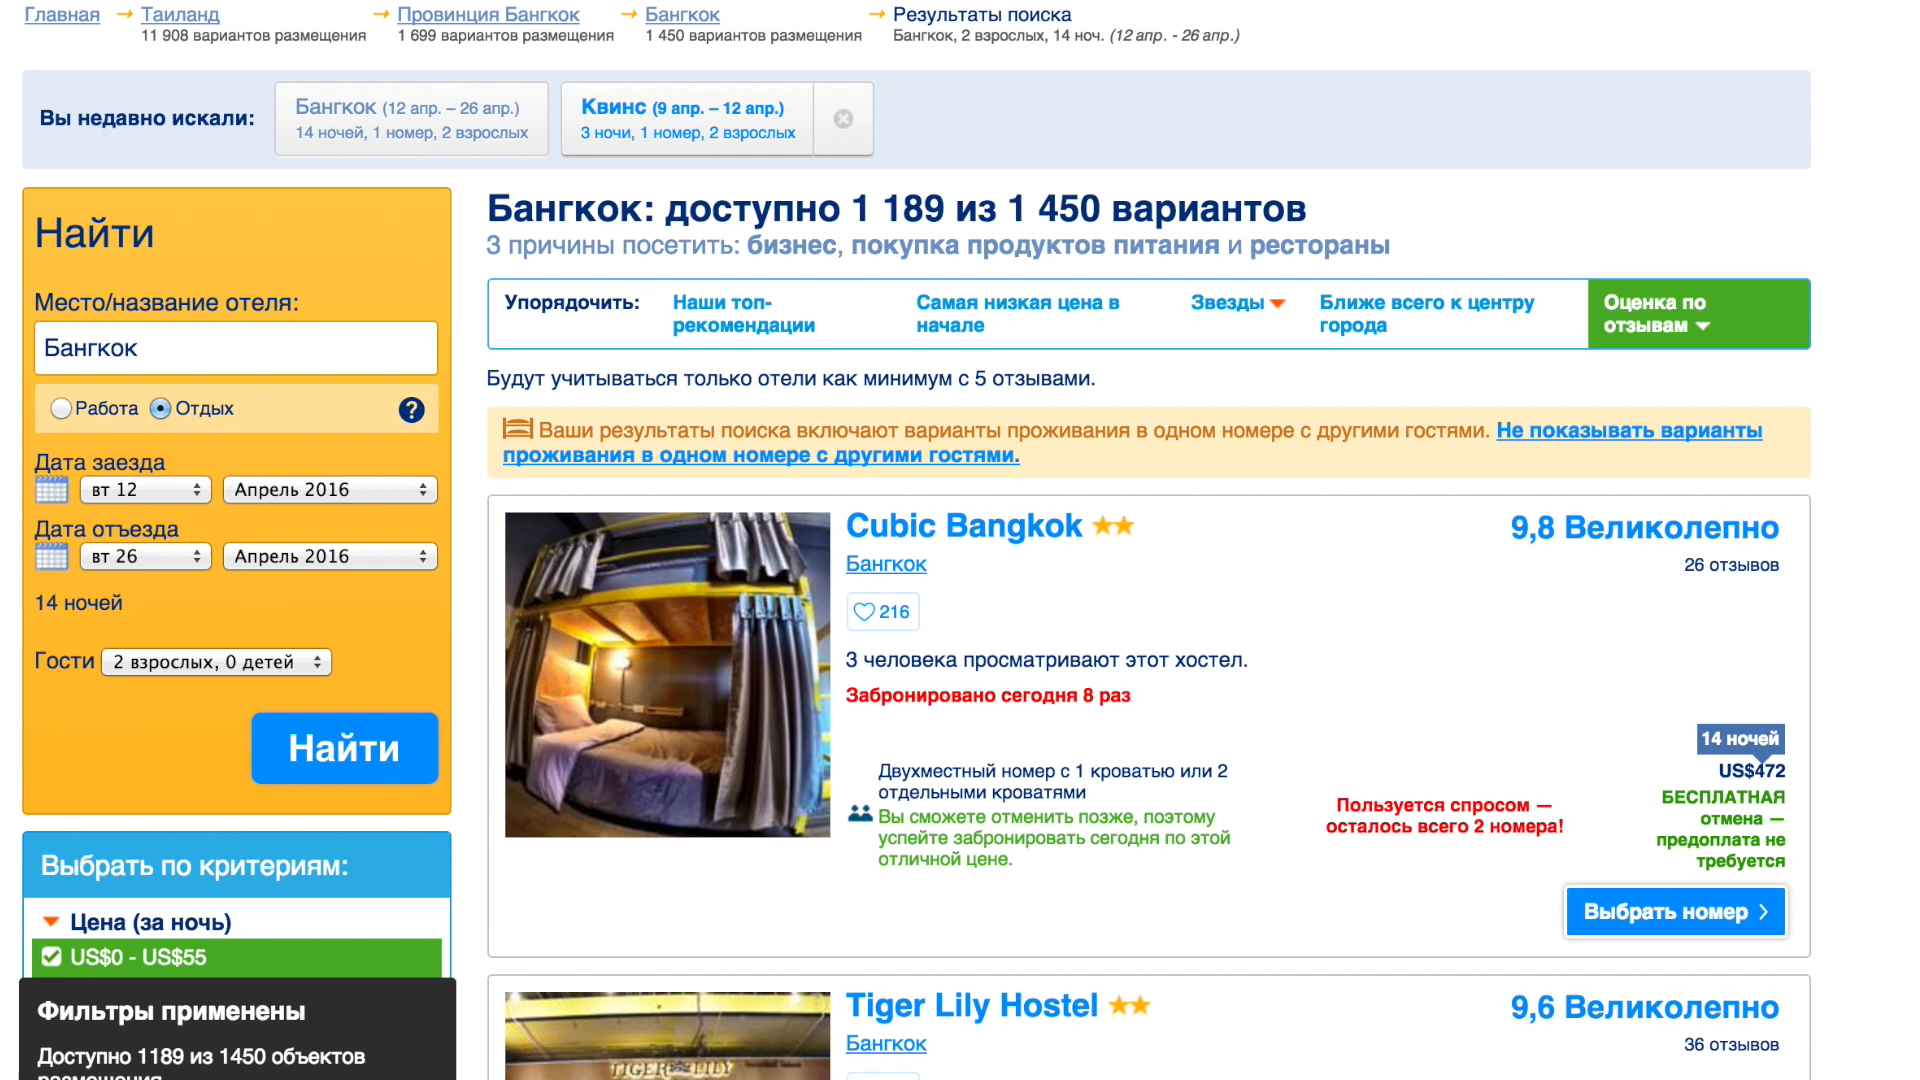 Главная → Таиланд → Провинция Бангкок → Бангкок → Результаты поиска
11 908 вариантов размещения 1 699 вариантов размещения 1 450 вариантов размещения Бангкок, 2 взрослых, 14 ноч. (12 апр. - 26 апр.)
Вы недавно искали:
Бангкок (12 апр. – 26 апр.)
14 ночей, 1 номер, 2 взрослых
Квинс (9 апр. – 12 апр.)
3 ночи, 1 номер, 2 взрослых
Найти
Место/название отеля:
Бангкок
Работа Отдых ?
Дата заезда
вт 12 Апрель 2016
Дата отъезда
вт 26 Апрель 2016
14 ночей
Гости 2 взрослых, 0 детей
Найти
Выбрать по критериям:
Цена (за ночь)
US$0 - US$55
Фильтры применены
Доступно 1189 из 1450 объектов
размещения
Бангкок: доступно 1 189 из 1 450 вариантов
3 причины посетить: бизнес, покупка продуктов питания и рестораны
Упорядочить:
Наши топ-
рекомендации
Самая низкая цена в
начале
Звезды
Ближе всего к центру
города
Оценка по
отзывам
Будут учитываться только отели как минимум с 5 отзывами.
Ваши результаты поиска включают варианты проживания в одном номере с другими гостями. Не показывать варианты
проживания в одном номере с другими гостями.
Cubic Bangkok
9,8 Великолепно
Бангкок
26 отзывов
216
3 человека просматривают этот хостел.
Забронировано сегодня 8 раз
Двухместный номер с 1 кроватью или 2
отдельными кроватями
Вы сможете отменить позже, поэтому
успейте забронировать сегодня по этой
отличной цене.
Пользуется спросом —
осталось всего 2 номера!
14 ночей
US$472
БЕСПЛАТНАЯ
отмена —
предоплата не
требуется
Выбрать номер
Tiger Lily Hostel
9,6 Великолепно
Бангкок
36 отзывов
TIGER LILY